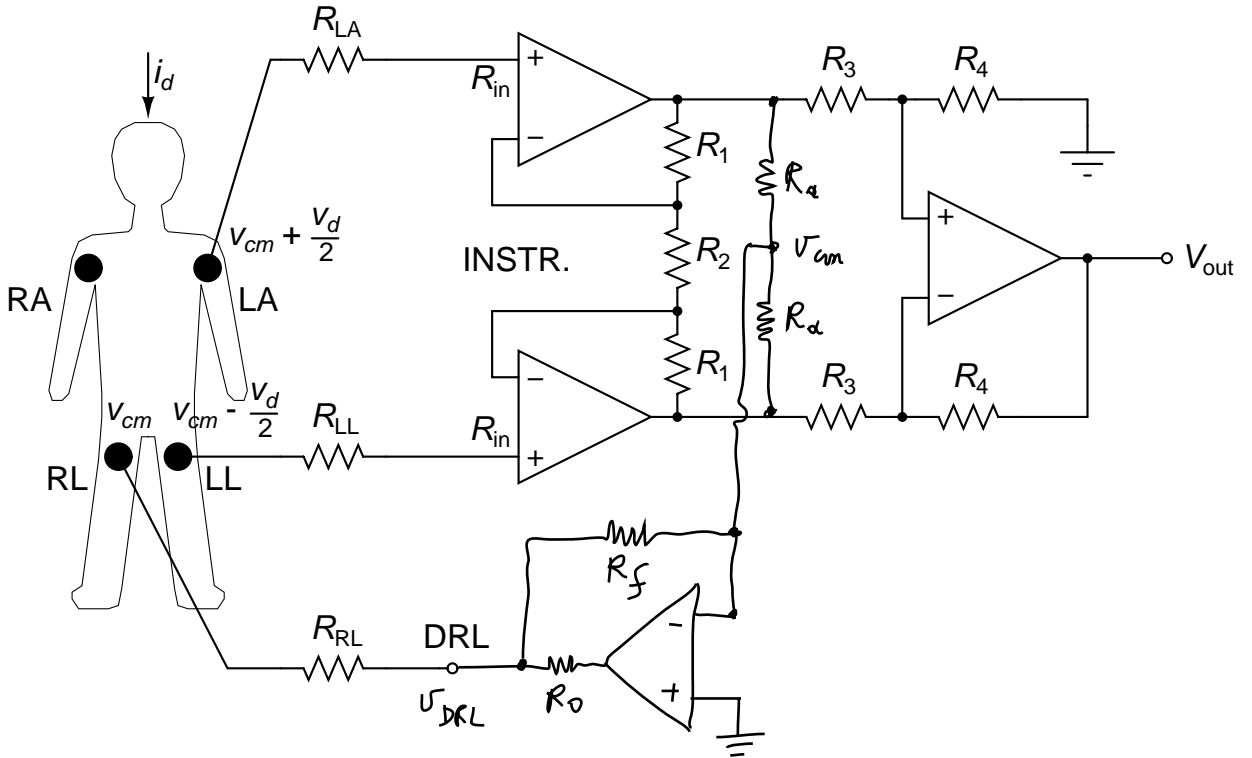 R_LA
i_d
R_in
+
−
R_1
R_3
R_4
R_a
v_cm + v_d/2
INSTR.
R_2
v_cm
+
−
V_out
RA
LA
R_a
R_1
R_3
R_4
v_cm
v_cm - v_d/2
R_LL
R_in
−
+
RL
LL
R_f
R_RL
DRL
−
+
R_o
v_DRL